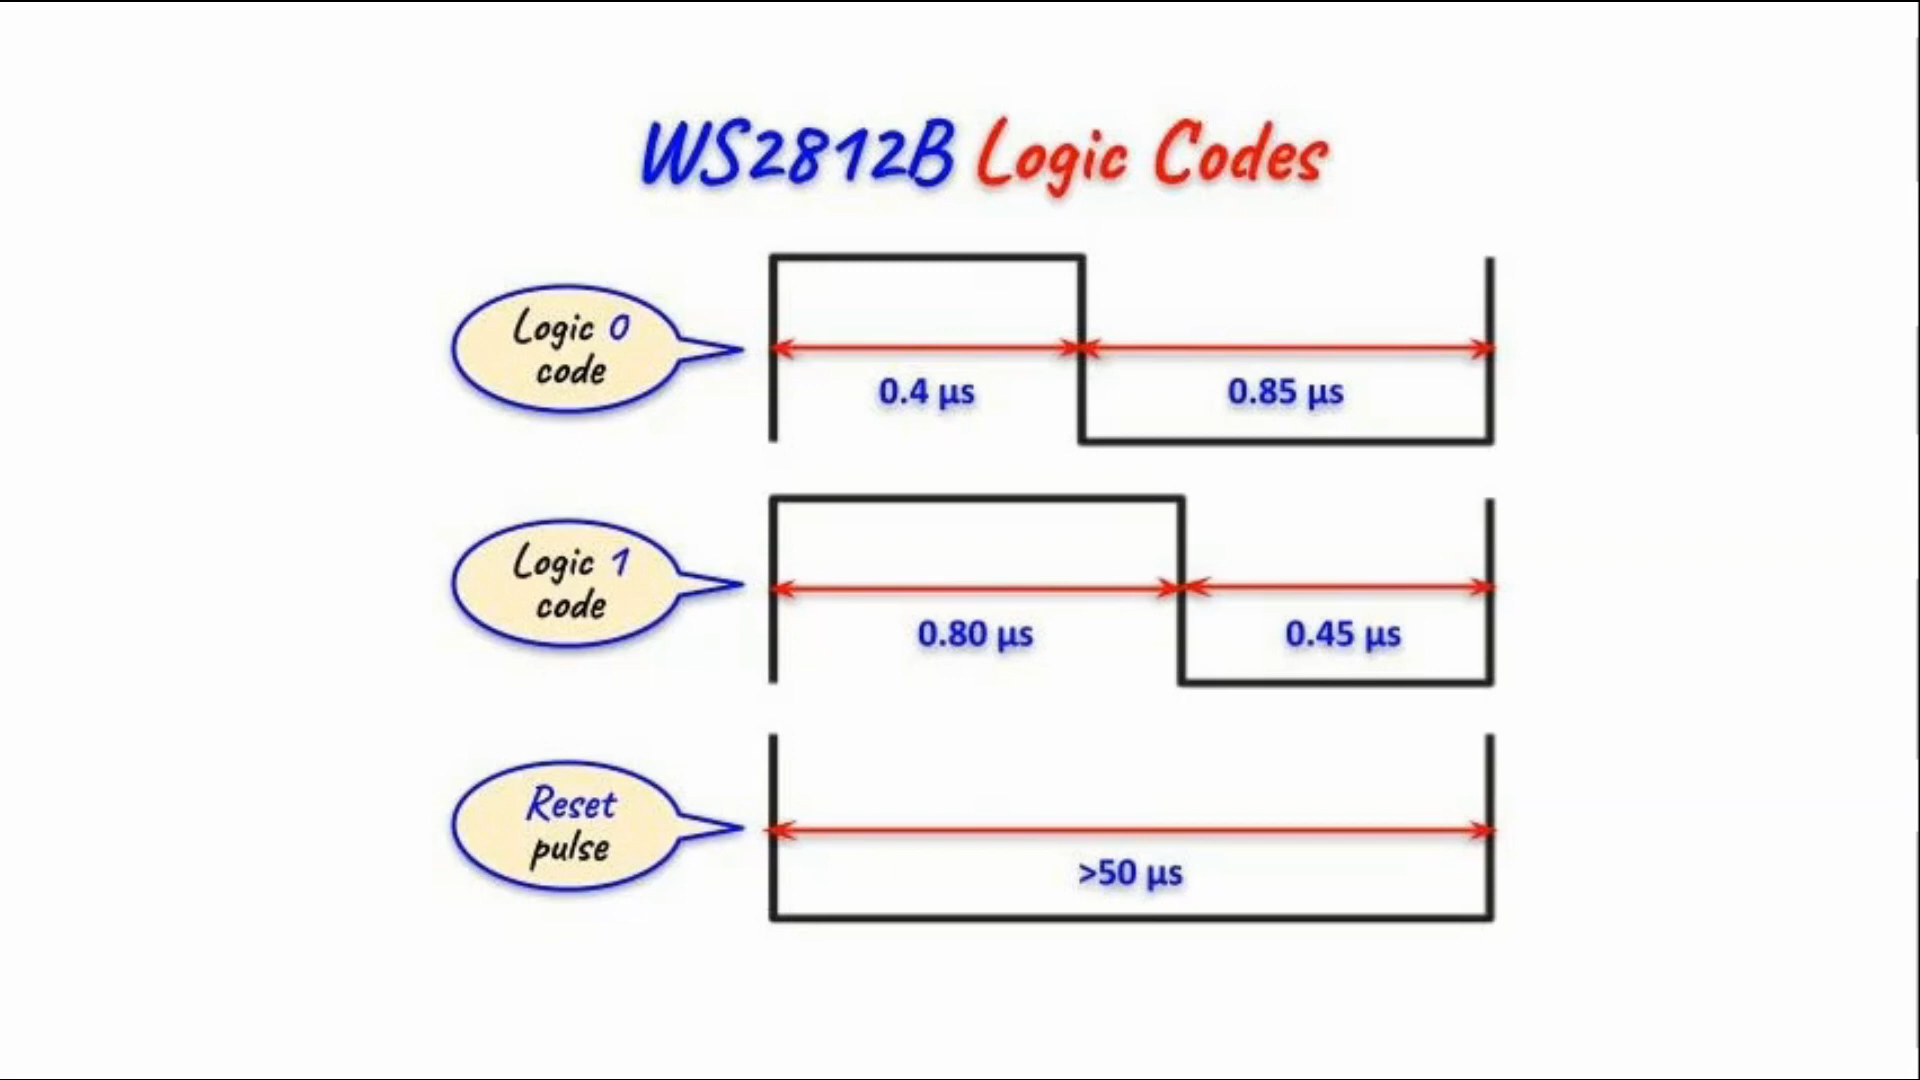 WS2812B Logic Codes
Logic 0
code
0.4 µs
0.85 µs
Logic 1
code
0.80 µs
0.45 µs
Reset
pulse
>50 µs